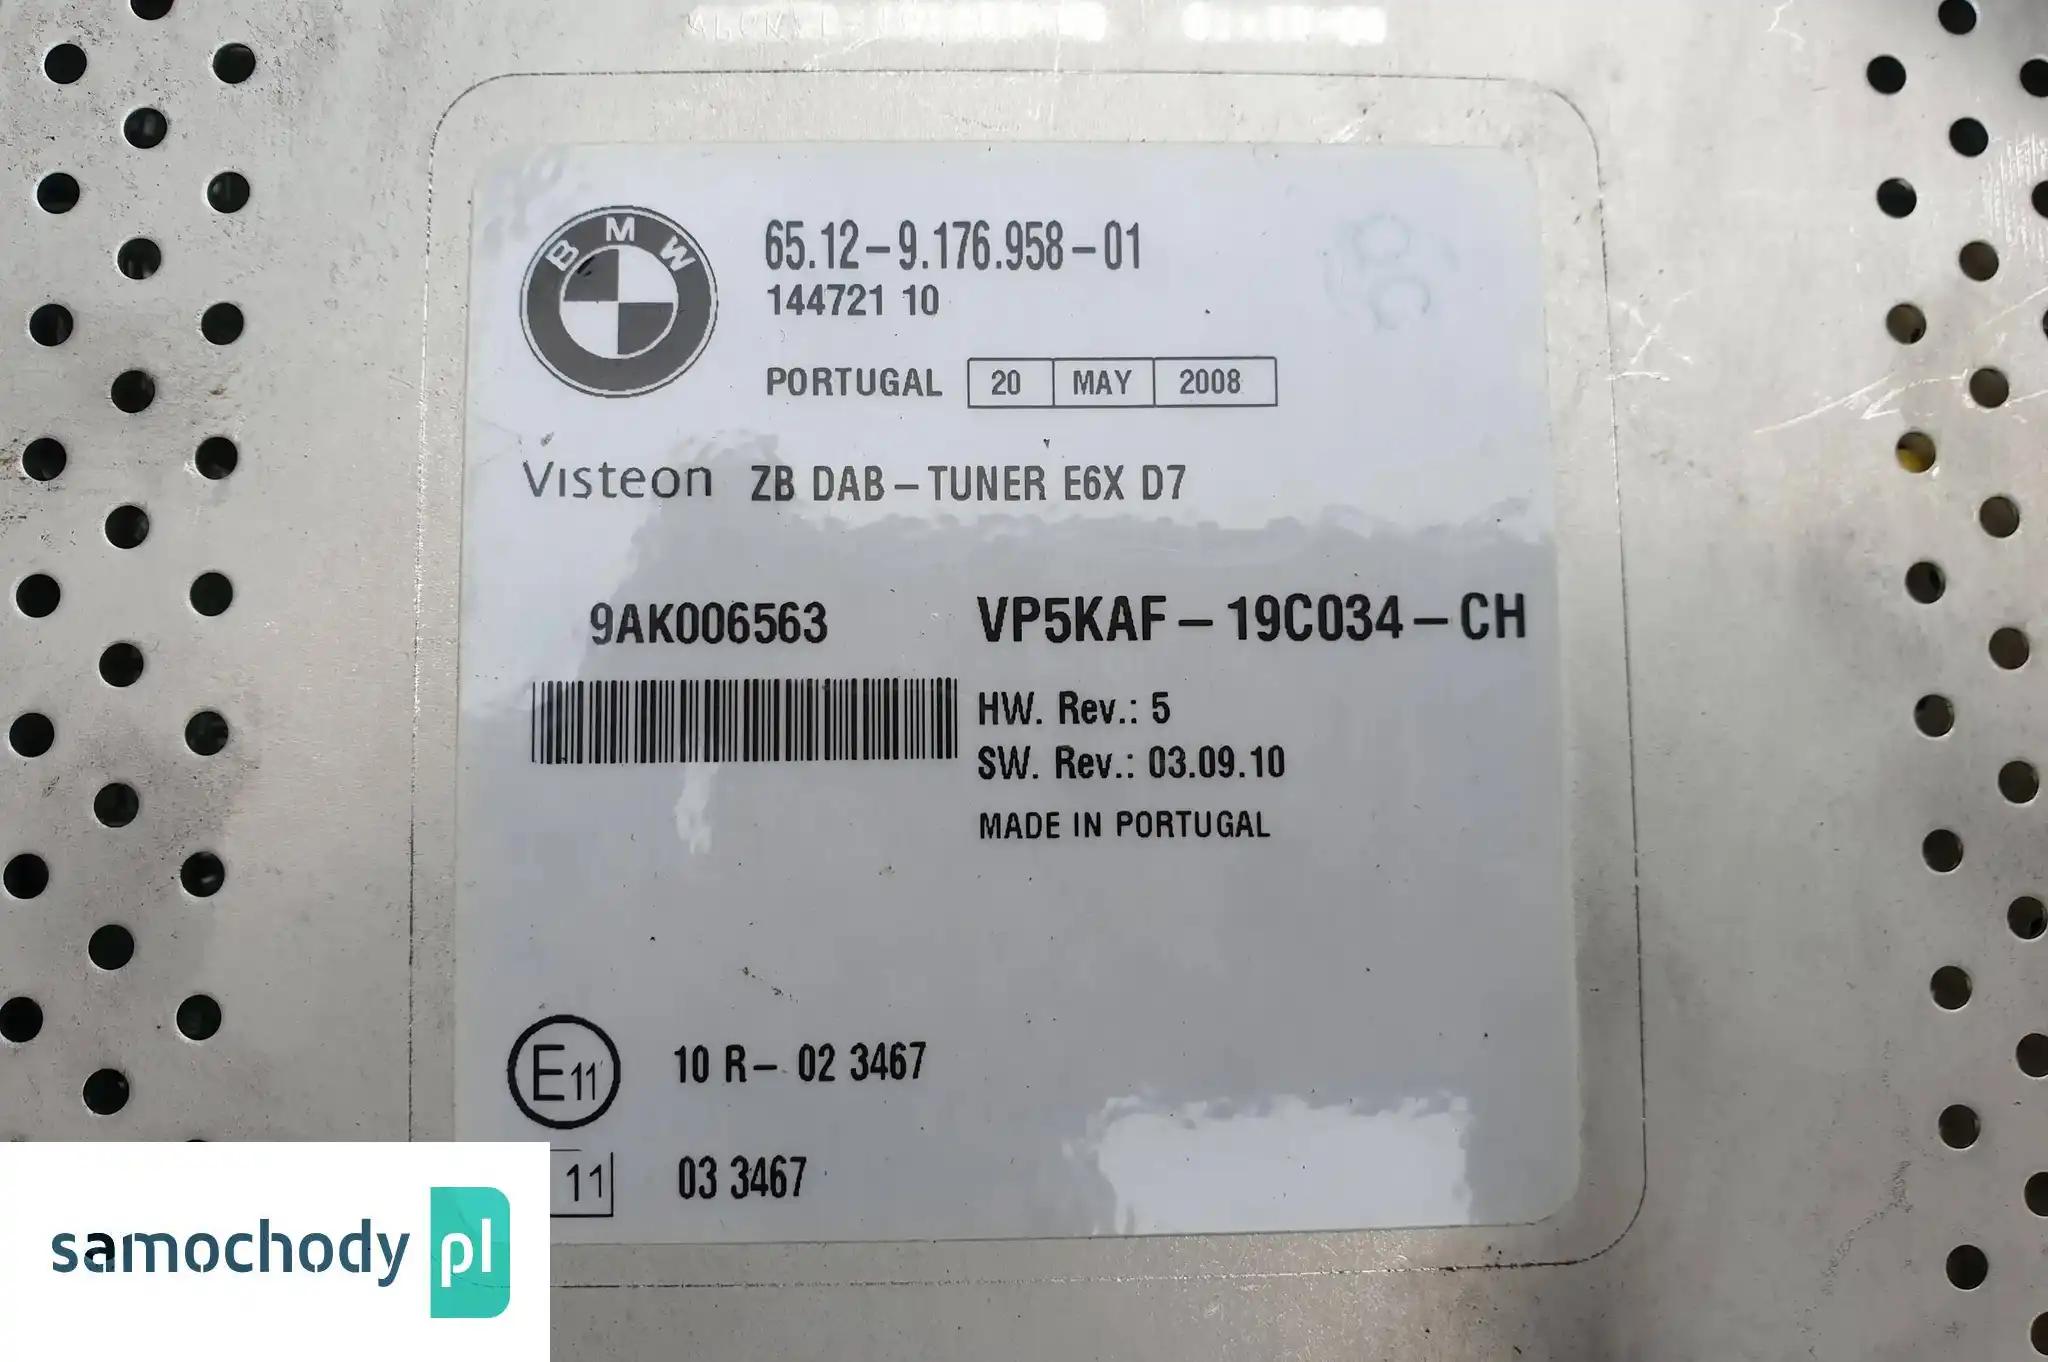 BMW
65.12-9.176.958-01
144721 10
PORTUGAL 20 MAY 2008
Visteon ZB DAB-TUNER E6X D7
9AK006563 VP5KAF-19C034-CH
HW. Rev.: 5
SW. Rev.: 03.09.10
MADE IN PORTUGAL
E11 10 R- 02 3467
11 03 3467
samochody pl